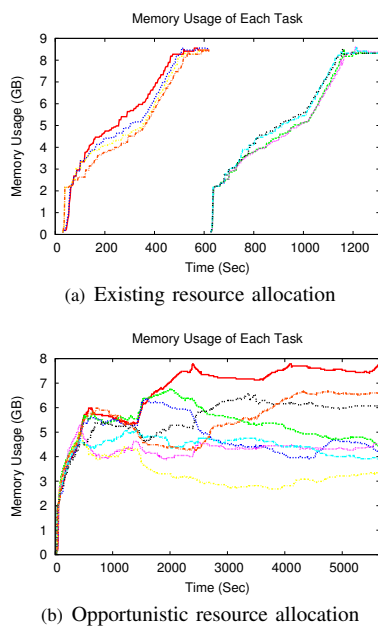 Memory Usage of Each Task
9
8
7
6
5
4
3
2
1
0
Memory Usage (GB)
0 200 400 600 800 1000 1200
Time (Sec)
(a) Existing resource allocation
Memory Usage of Each Task
8
7
6
5
4
3
2
1
0
Memory Usage (GB)
0 1000 2000 3000 4000 5000
Time (Sec)
(b) Opportunistic resource allocation